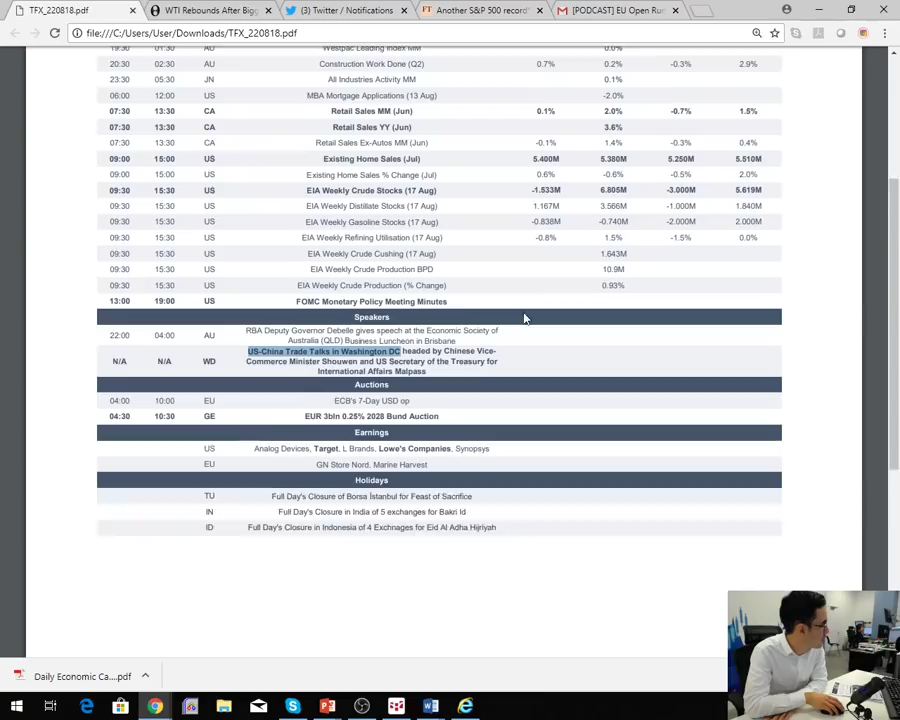 TFX_220818.pdf
WTI Rebounds After Bigg
(3) Twitter / Notifications
Another S&P 500 record
[PODCAST] EU Open Run
file:///C:/Users/User/Downloads/TFX_220818.pdf
19:30 01:30 AU Westpac Leading Index MM 0.0%
20:30 02:30 AU Construction Work Done (Q2) 0.7% 0.2% -0.3% 2.9%
23:30 05:30 JN All Industries Activity MM 0.1%
06:00 12:00 US MBA Mortgage Applications (13 Aug) -2.0%
07:30 13:30 CA Retail Sales MM (Jun) 0.1% 2.0% -0.7% 1.5%
07:30 13:30 CA Retail Sales YY (Jun) 3.6%
07:30 13:30 CA Retail Sales Ex-Autos MM (Jun) -0.1% 1.4% -0.3% 0.4%
09:00 15:00 US Existing Home Sales (Jul) 5.400M 5.380M 5.250M 5.510M
09:00 15:00 US Existing Home Sales % Change (Jul) 0.6% -0.6% 0.5% 2.0%
09:30 15:30 US EIA Weekly Crude Stocks (17 Aug) -1.533M 6.805M -3.000M 5.619M
09:30 15:30 US EIA Weekly Distillate Stocks (17 Aug) 1.167M 3.566M -1.000M 1.840M
09:30 15:30 US EIA Weekly Gasoline Stocks (17 Aug) -0.838M -0.740M -2.000M 2.000M
09:30 15:30 US EIA Weekly Refining Utilisation (17 Aug) -0.8% 1.5% -1.5% 0.0%
09:30 15:30 US EIA Weekly Crude Cushing (17 Aug) 1.643M
09:30 15:30 US EIA Weekly Crude Production BPD 10.9M
09:30 15:30 US EIA Weekly Crude Production (% Change) 0.93%
13:00 19:00 US FOMC Monetary Policy Meeting Minutes
Speakers
22:00 04:00 AU RBA Deputy Governor Debelle gives speech at the Economic Society of
Australia (QLD) Business Luncheon in Brisbane
N/A N/A WD US-China Trade Talks in Washington DC headed by Chinese Vice-
Commerce Minister Shouwen and US Secretary of the Treasury for
International Affairs Malpass
Auctions
04:00 10:00 EU ECB's 7-Day USD op
04:30 10:30 GE EUR 3bln 0.25% 2028 Bund Auction
Earnings
US Analog Devices, Target, L Brands, Lowe's Companies, Synopsys
EU GN Store Nord, Marine Harvest
Holidays
TU Full Day's Closure of Borsa İstanbul for Feast of Sacrifice
IN Full Day's Closure in India of 5 exchanges for Bakri Id
ID Full Day's Closure in Indonesia of 4 Exchnages for Eid Al Adha Hijriyah
Daily Economic Ca....pdf